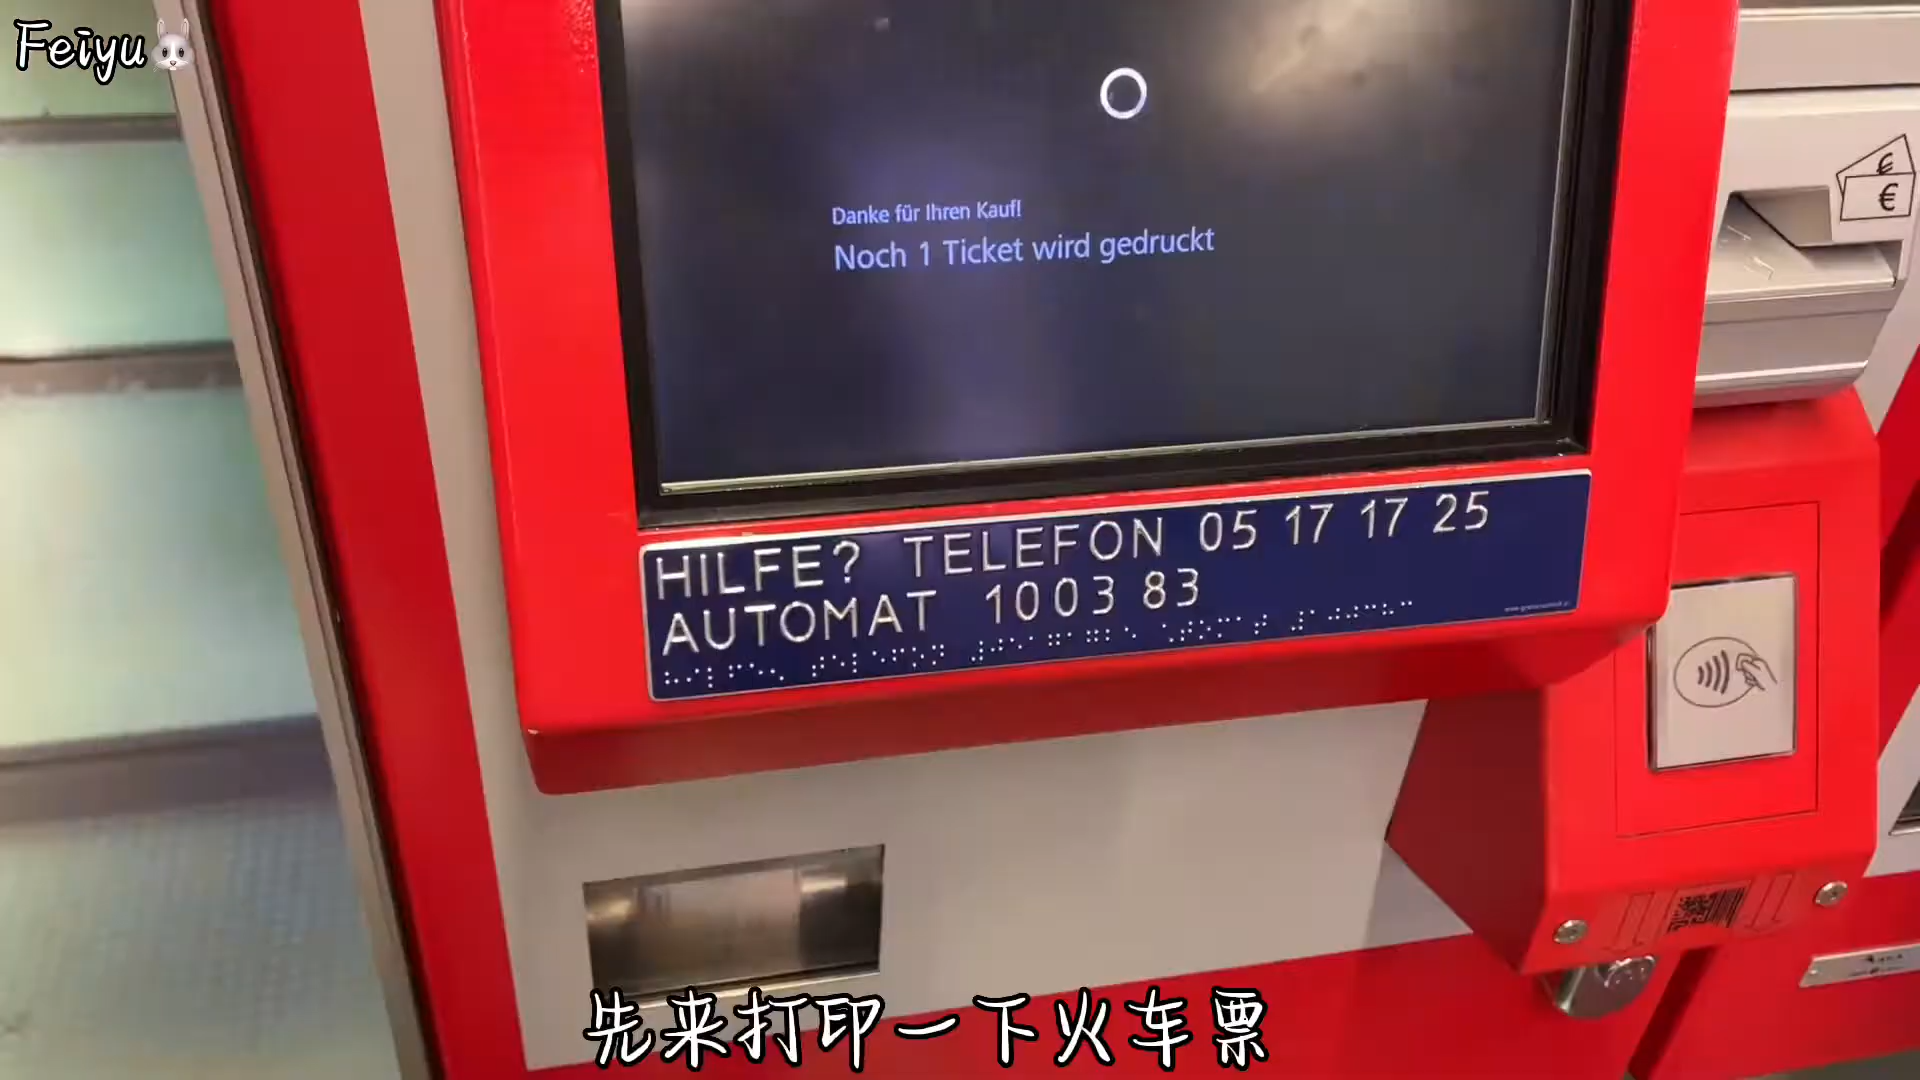 Feiyu
Danke für Ihren Kauf!
Noch 1 Ticket wird gedruckt
HILFE? TELEFON 05 17 17 25
AUTOMAT 1003 83
€
€
先来打印一下火车票